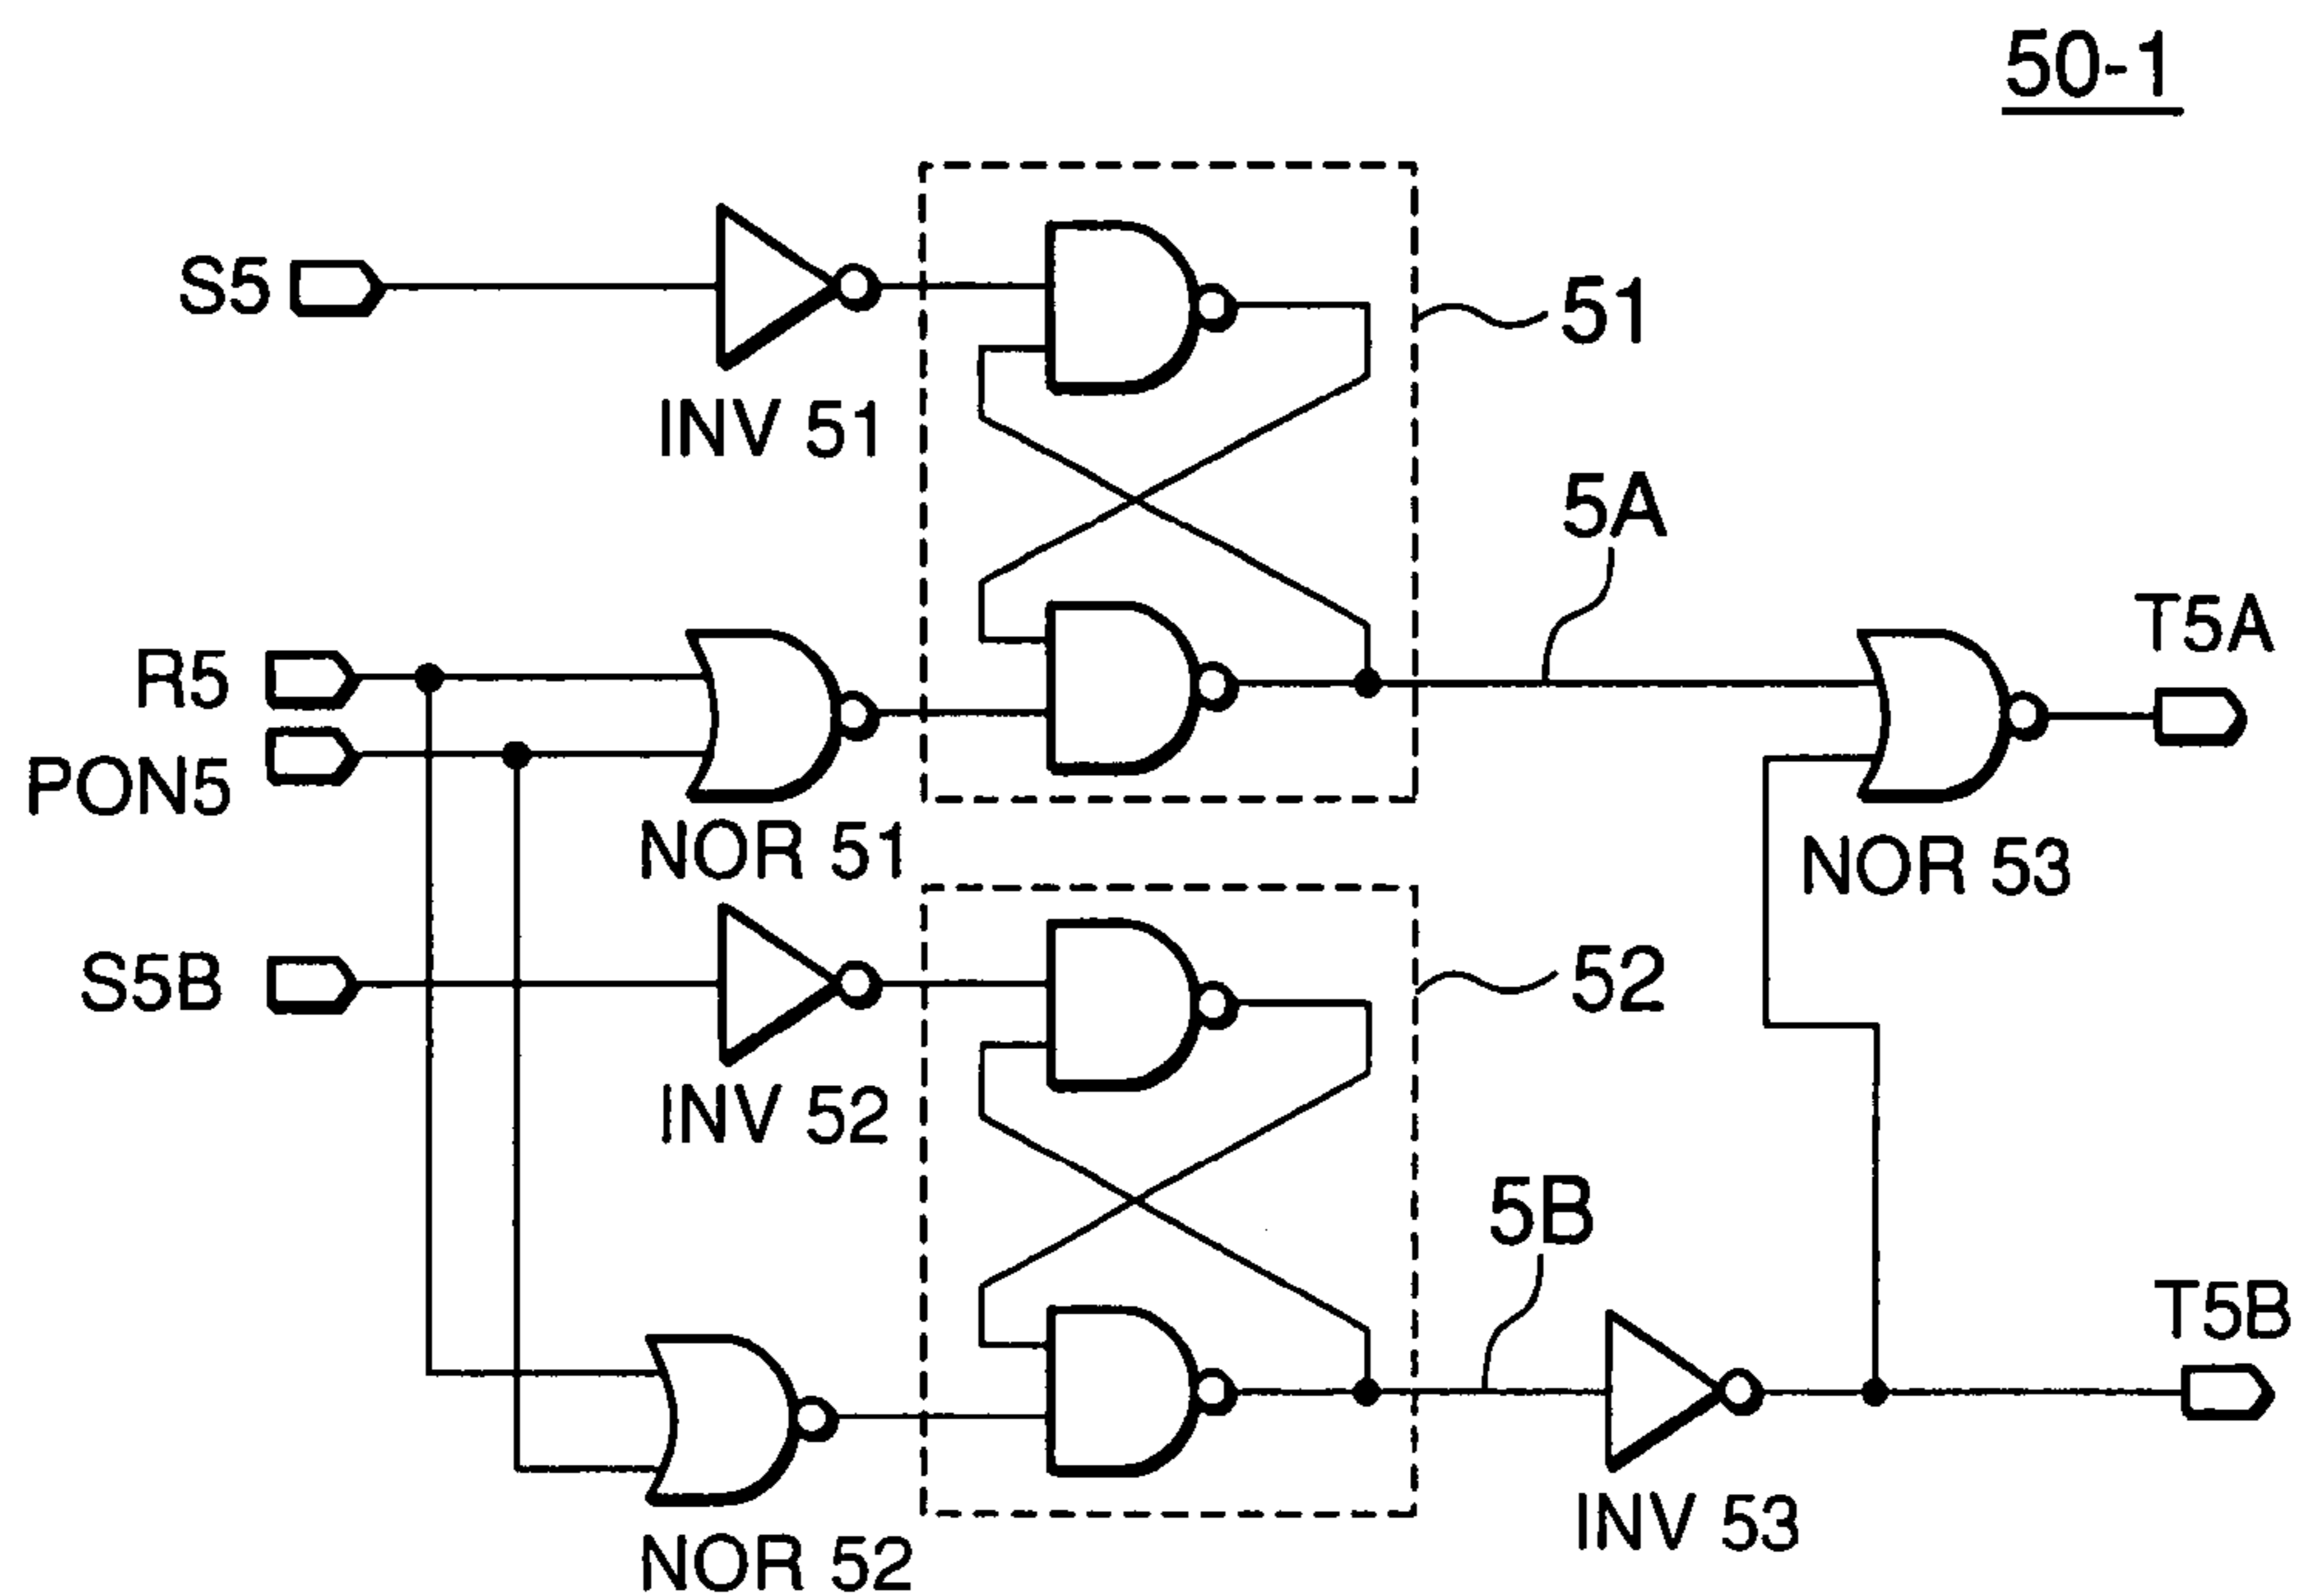 50-1
S5
INV 51
51
5A
R5
PON5
NOR 51
T5A
NOR 53
S5B
INV 52
52
5B
T5B
NOR 52
INV 53